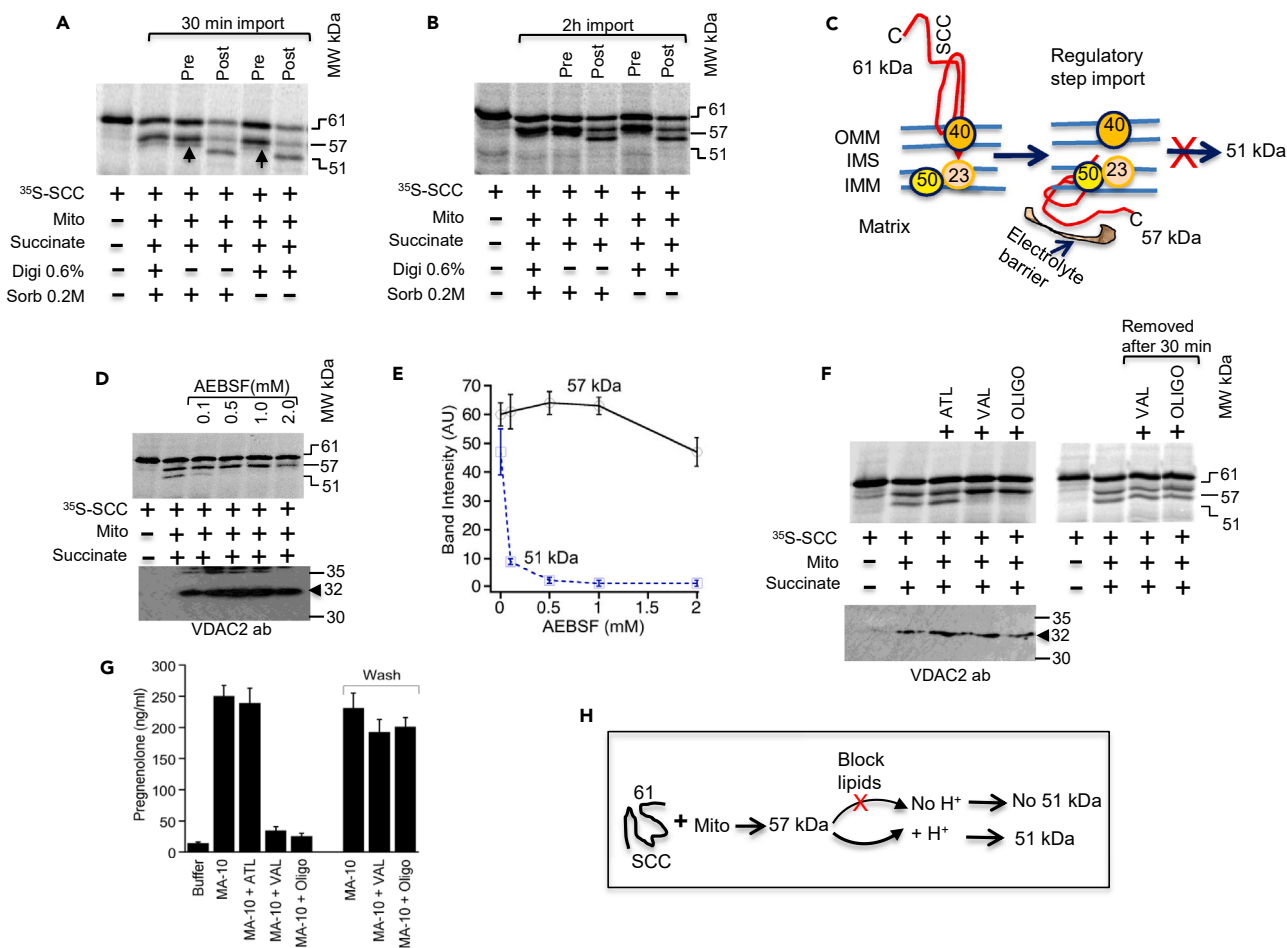 A
30 min import
Pre
Post
Pre
Post
MW kDa
61
57
51
³⁵S-SCC + + + + + +
Mito – + + + + +
Succinate – + + + + +
Digi 0.6% – + – – + +
Sorb 0.2M – + + + – –
B
2h import
Pre
Post
Pre
Post
MW kDa
61
57
51
³⁵S-SCC + + + + + +
Mito – + + + + +
Succinate – + + + + +
Digi 0.6% – + – – + +
Sorb 0.2M – + + + – –
C
C
SCC
61 kDa
Regulatory
step import
OMM
IMS
IMM
Matrix
40
50
23
40
50
23
X
51 kDa
C
57 kDa
Electrolyte
barrier
D
AEBSF(mM)
0.1
0.5
1.0
2.0
MW kDa
61
57
51
³⁵S-SCC + + + + + +
Mito – + + + + +
Succinate – + + + + +
35
32
30
VDAC2 ab
E
Band Intensity (AU)
70
60
50
40
30
20
10
0
57 kDa
51 kDa
0 0.5 1 1.5 2
AEBSF (mM)
F
Removed
after 30 min
ATL
VAL
OLIGO
VAL
OLIGO
MW kDa
+ + + + +
61
57
51
³⁵S-SCC + + + + + + + + +
Mito – + + + + – + + +
Succinate – + + + + – + + +
35
32
30
VDAC2 ab
G
Pregnenolone (ng/ml)
300
250
200
150
100
50
0
Wash
Buffer
MA-10
MA-10 + ATL
MA-10 + VAL
MA-10 + Oligo
MA-10
MA-10 + VAL
MA-10 + Oligo
H
61
SCC
+ Mito
57 kDa
Block
lipids
X
No H⁺
No 51 kDa
+ H⁺
51 kDa